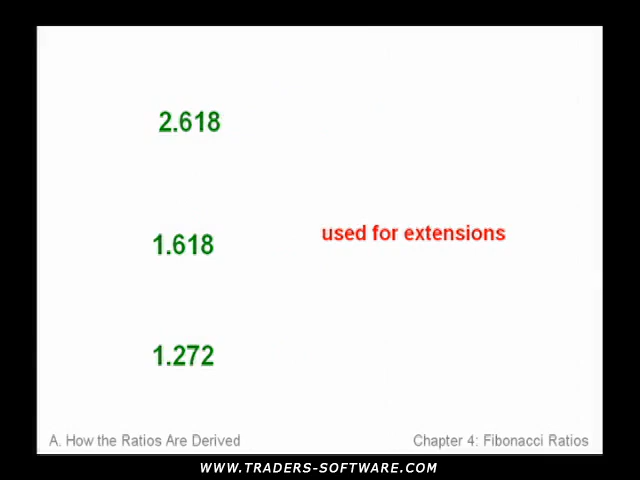 2.618
1.618
used for extensions
1.272
A. How the Ratios Are Derived
Chapter 4: Fibonacci Ratios
WWW.TRADERS-SOFTWARE.COM